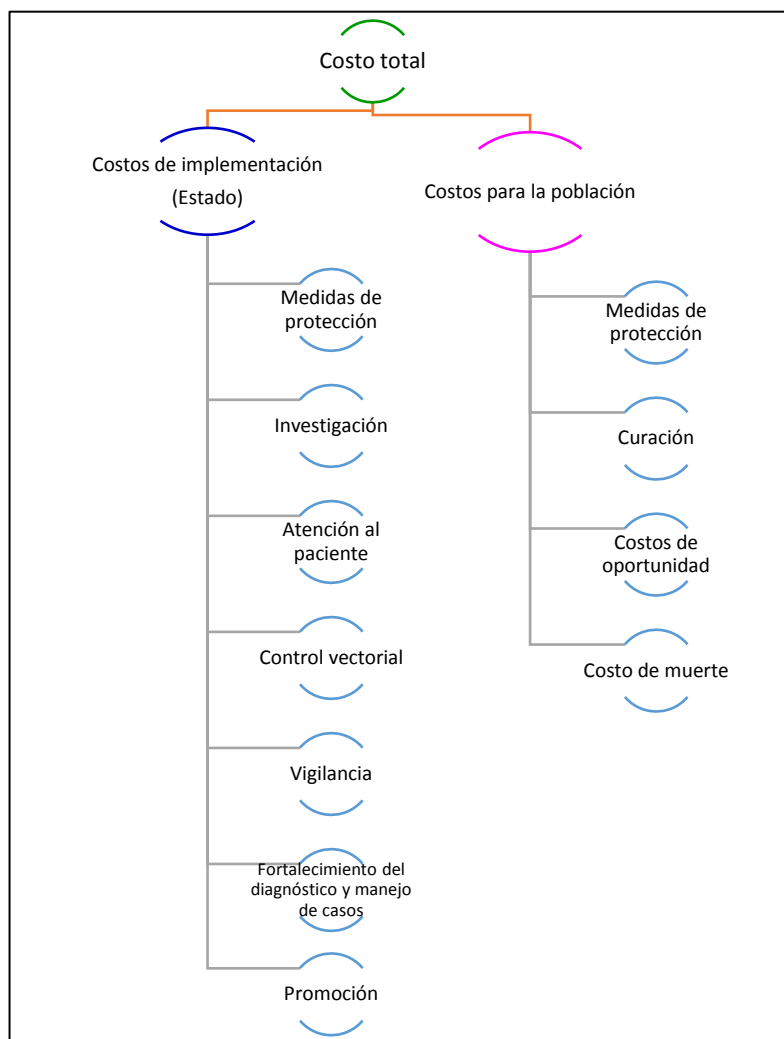 Costo total
Costos de implementación
(Estado)
Medidas de
protección
Investigación
Atención al
paciente
Control vectorial
Vigilancia
Fortalecimiento del
diagnóstico y manejo
de casos
Promoción
Costos para la población
Medidas de
protección
Curación
Costos de
oportunidad
Costo de muerte